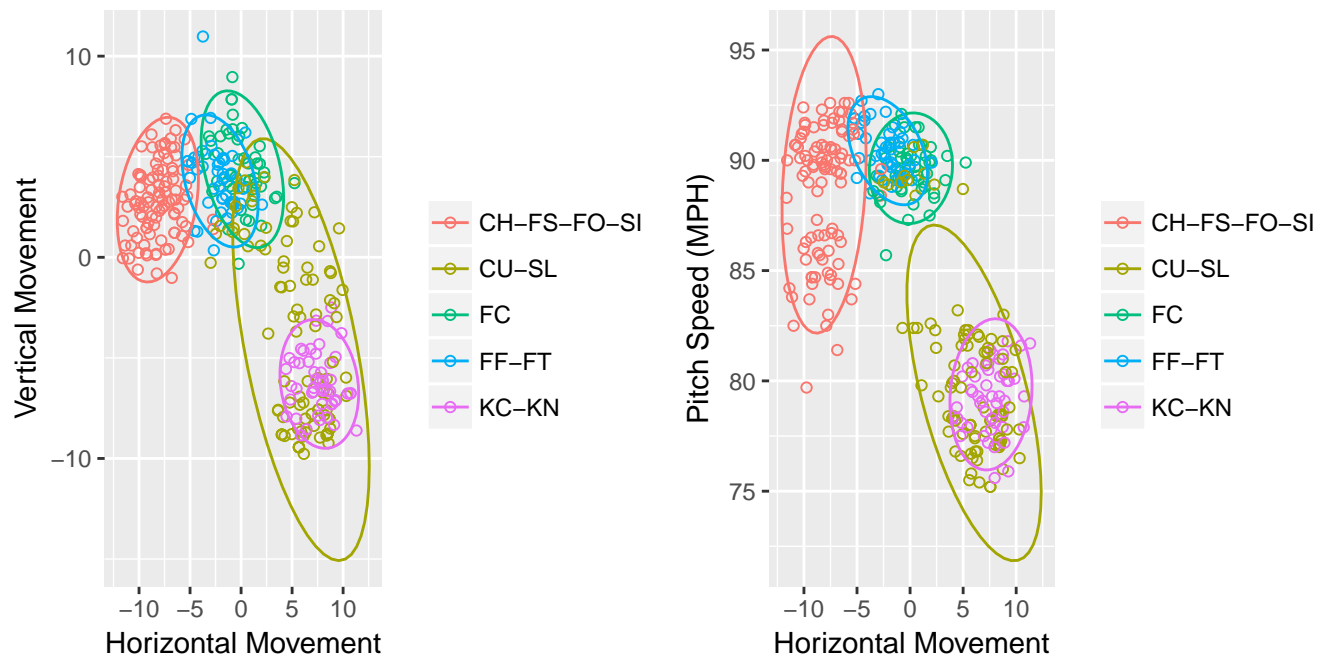 Vertical Movement
10
0
−10
−10 −5 0 5 10
Horizontal Movement
CH−FS−FO−SI
CU−SL
FC
FF−FT
KC−KN
Pitch Speed (MPH)
95
90
85
80
75
−10 −5 0 5 10
Horizontal Movement
CH−FS−FO−SI
CU−SL
FC
FF−FT
KC−KN